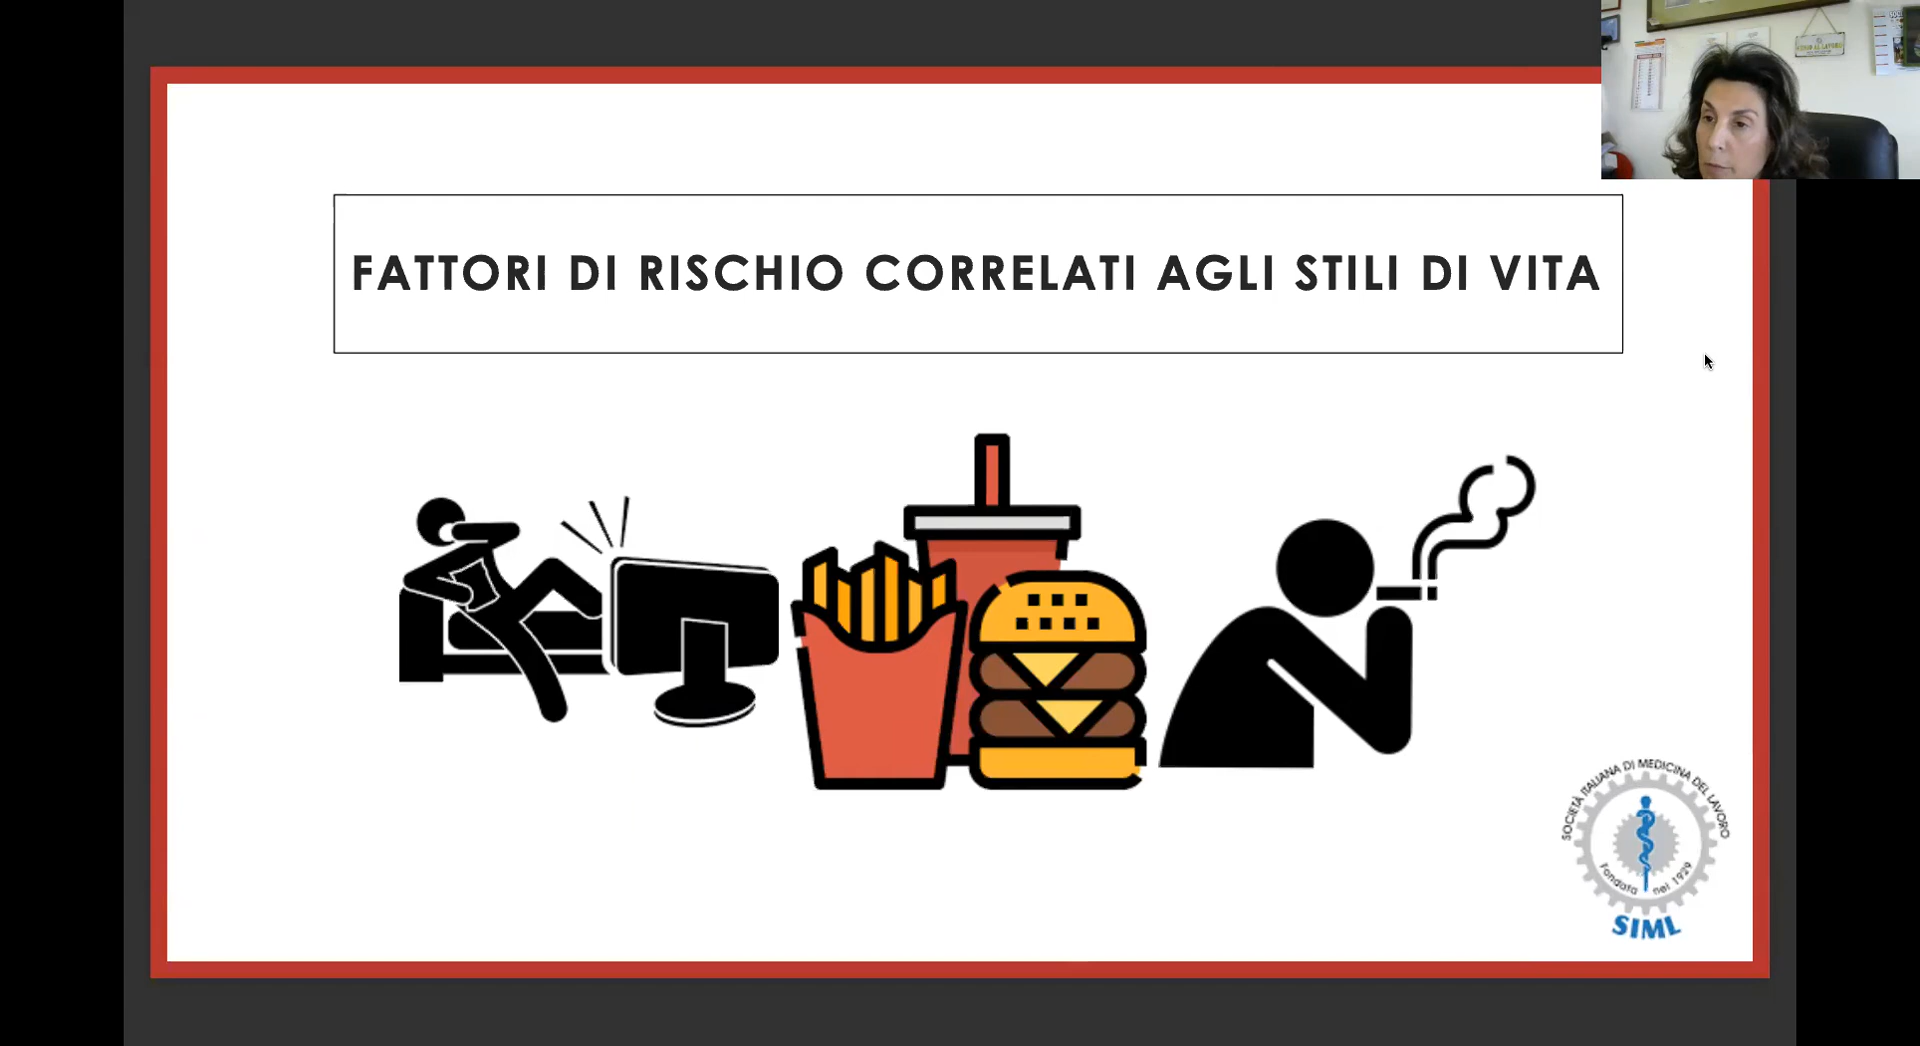 FATTORI DI RISCHIO CORRELATI AGLI STILI DI VITA
SOCIETÀ ITALIANA DI MEDICINA DEL LAVORO
Fondata nel 1929
SIML